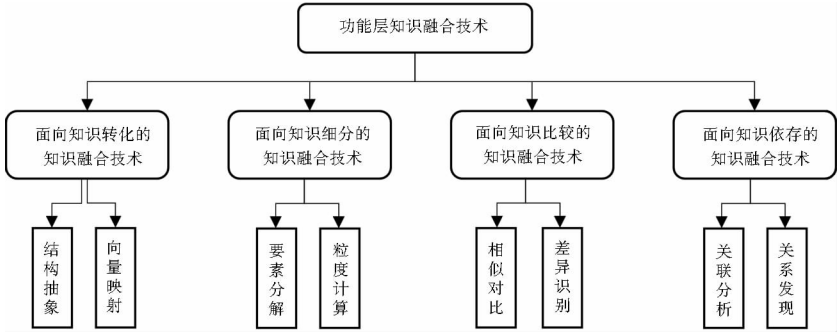 功能层知识融合技术
面向知识转化的
知识融合技术
面向知识细分的
知识融合技术
面向知识比较的
知识融合技术
面向知识依存的
知识融合技术
结构抽象
向量映射
要素分解
粒度计算
相似对比
差异识别
关联分析
关系发现